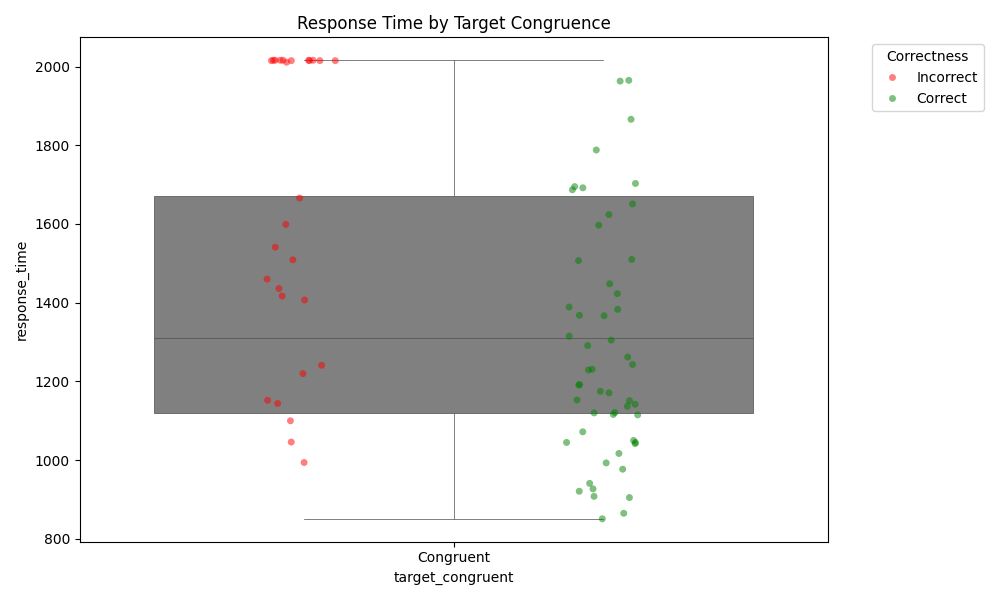 Response Time by Target Congruence
Correctness
Incorrect
Correct
response_time
2000
1800
1600
1400
1200
1000
800
Congruent
target_congruent